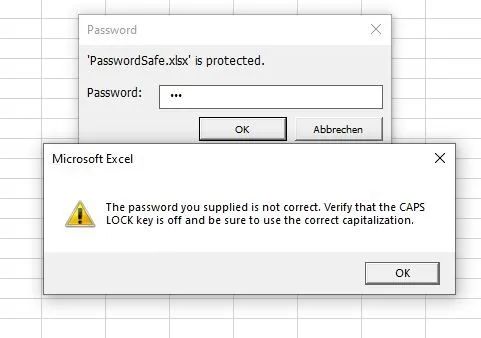 Password
'PasswordSafe.xlsx' is protected.
Password: •••
OK Abbrechen
Microsoft Excel
The password you supplied is not correct. Verify that the CAPS
LOCK key is off and be sure to use the correct capitalization.
OK